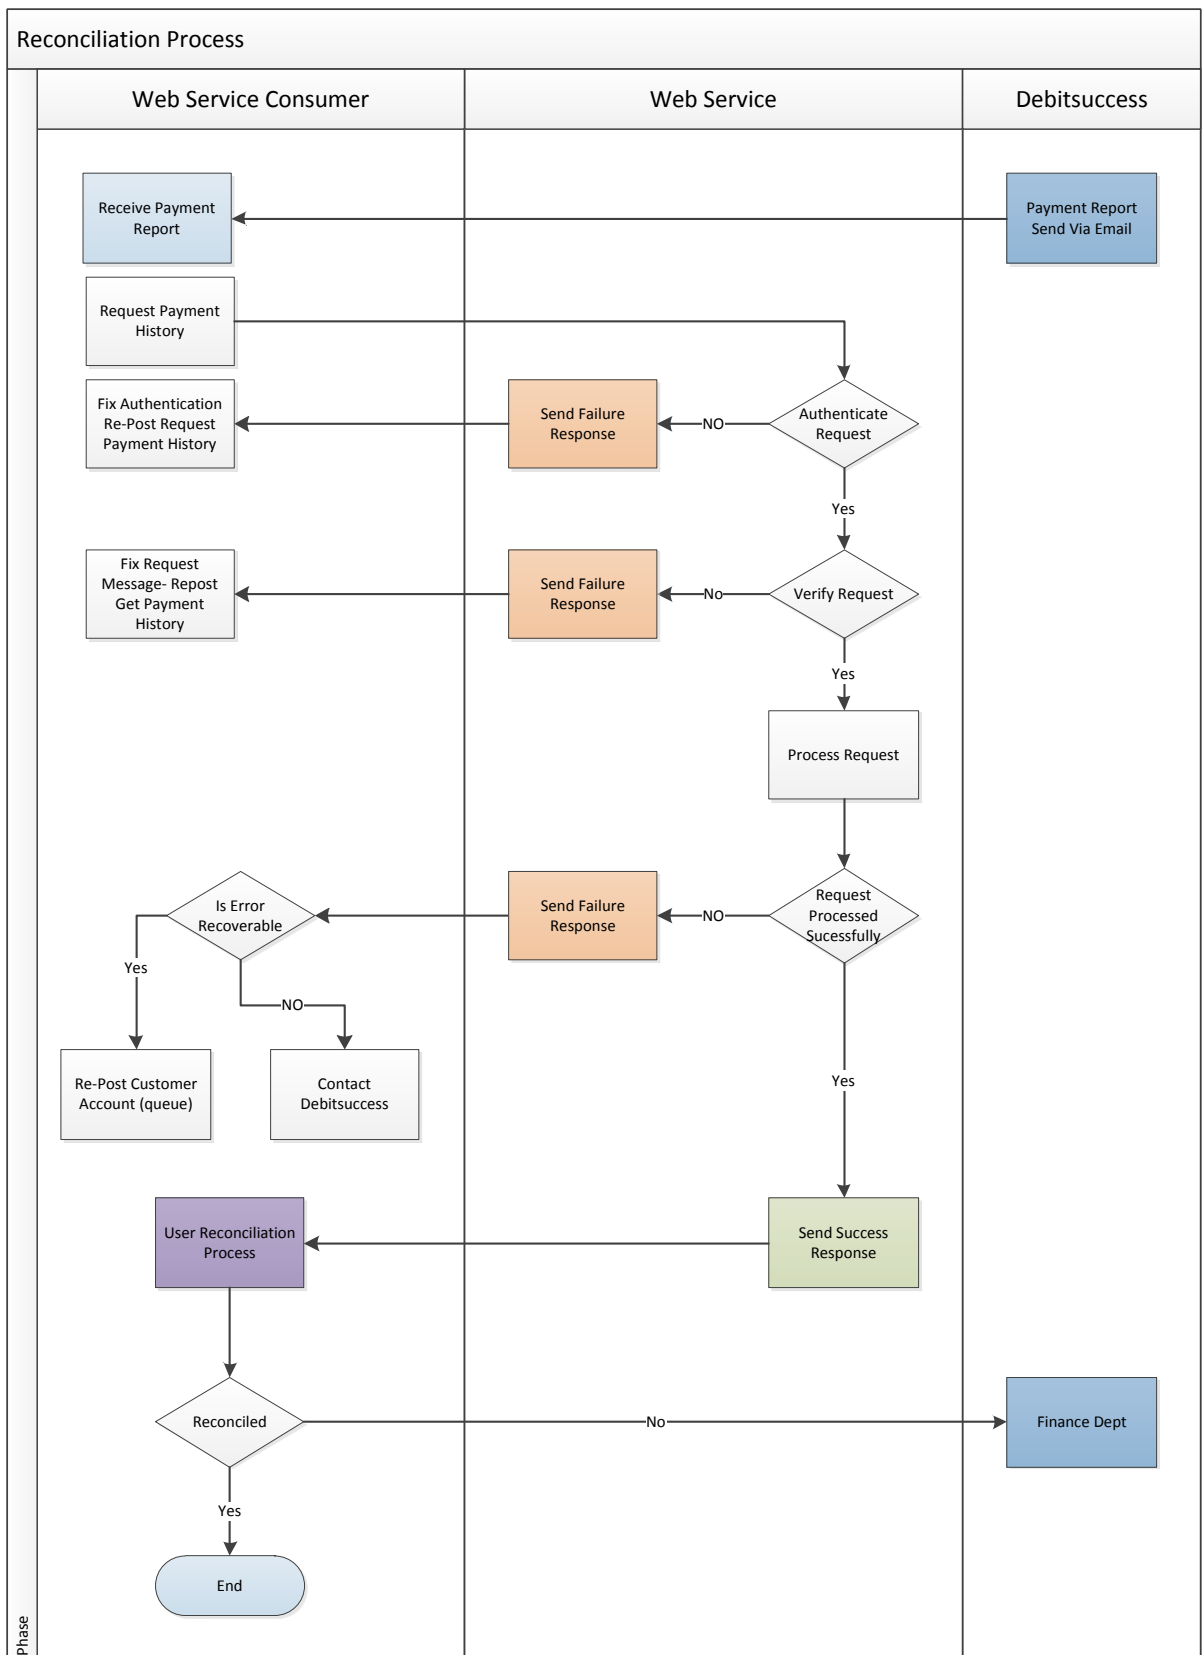 Reconciliation Process
Web Service Consumer
Web Service
Debitsuccess
Receive Payment
Report
Payment Report
Send Via Email
Request Payment
History
Fix Authentication
Re-Post Request
Payment History
Send Failure
Response
NO
Authenticate
Request
Yes
Fix Request
Message- Repost
Get Payment
History
Send Failure
Response
No
Verify Request
Yes
Process Request
Is Error
Recoverable
Send Failure
Response
NO
Request
Processed
Sucessfully
Yes
NO
Re-Post Customer
Account (queue)
Contact
Debitsuccess
Yes
User Reconciliation
Process
Send Success
Response
Reconciled
No
Finance Dept
Yes
End
Phase